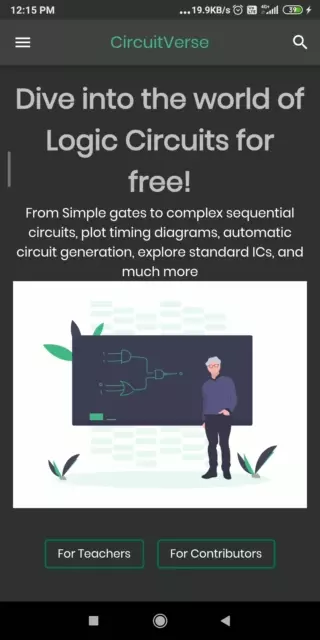 12:15 PM ...19.9KB/s 39
CircuitVerse
Dive into the world of
Logic Circuits for
free!
From Simple gates to complex sequential
circuits, plot timing diagrams, automatic
circuit generation, explore standard ICs, and
much more
For Teachers For Contributors